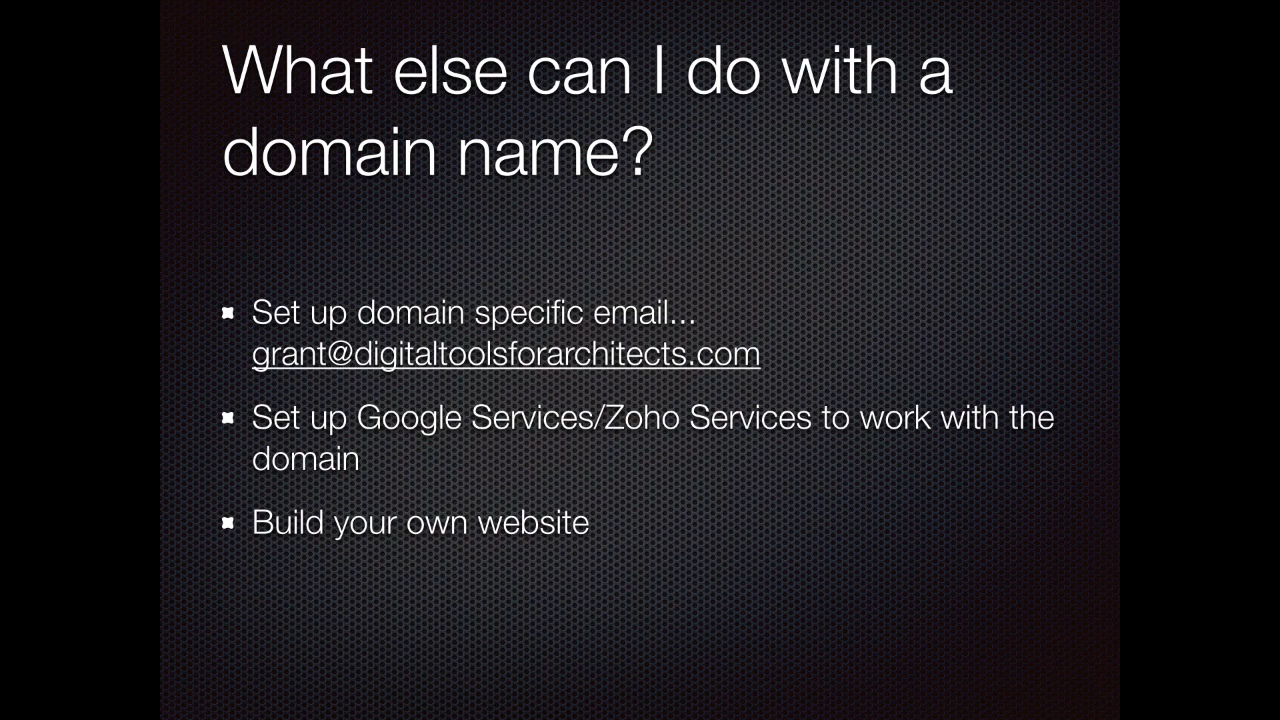 What else can I do with a
domain name?
Set up domain specific email...
grant@digitaltoolsforarchitects.com
Set up Google Services/Zoho Services to work with the
domain
Build your own website